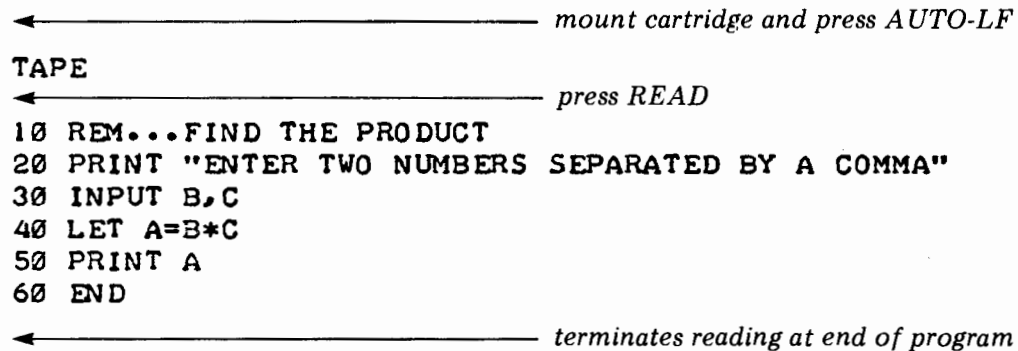 mount cartridge and press AUTO-LF
TAPE
press READ
10 REM...FIND THE PRODUCT
20 PRINT "ENTER TWO NUMBERS SEPARATED BY A COMMA"
30 INPUT B,C
40 LET A=B*C
50 PRINT A
60 END
terminates reading at end of program